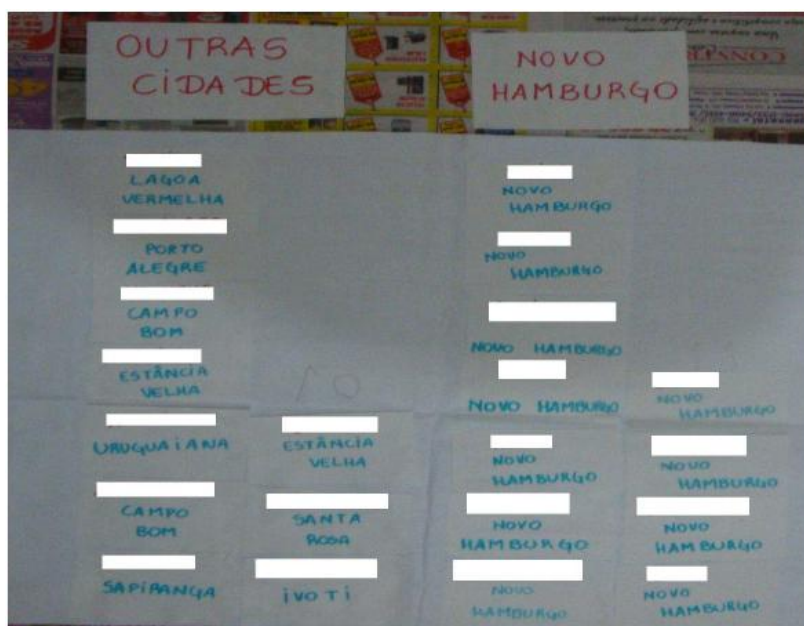 OUTRAS
CIDADES
NOVO
HAMBURGO
LAGOA
VERMELHA
PORTO
ALEGRE
CAMPO
BOM
ESTÂNCIA
VELHA
URUGUAIANA
CAMPO
BOM
SAPIRANGA
ESTÂNCIA
VELHA
SANTA
ROSA
IVOTI
NOVO
HAMBURGO
NOVO
HAMBURGO
NOVO HAMBURGO
NOVO HAMBURGO
NOVO
HAMBURGO
NOVO
HAMBURGO
NOVO
HAMBURGO
NOVO
HAMBURGO
NOVO
HAMBURGO
NOVO
HAMBURGO
NOVO
HAMBURGO